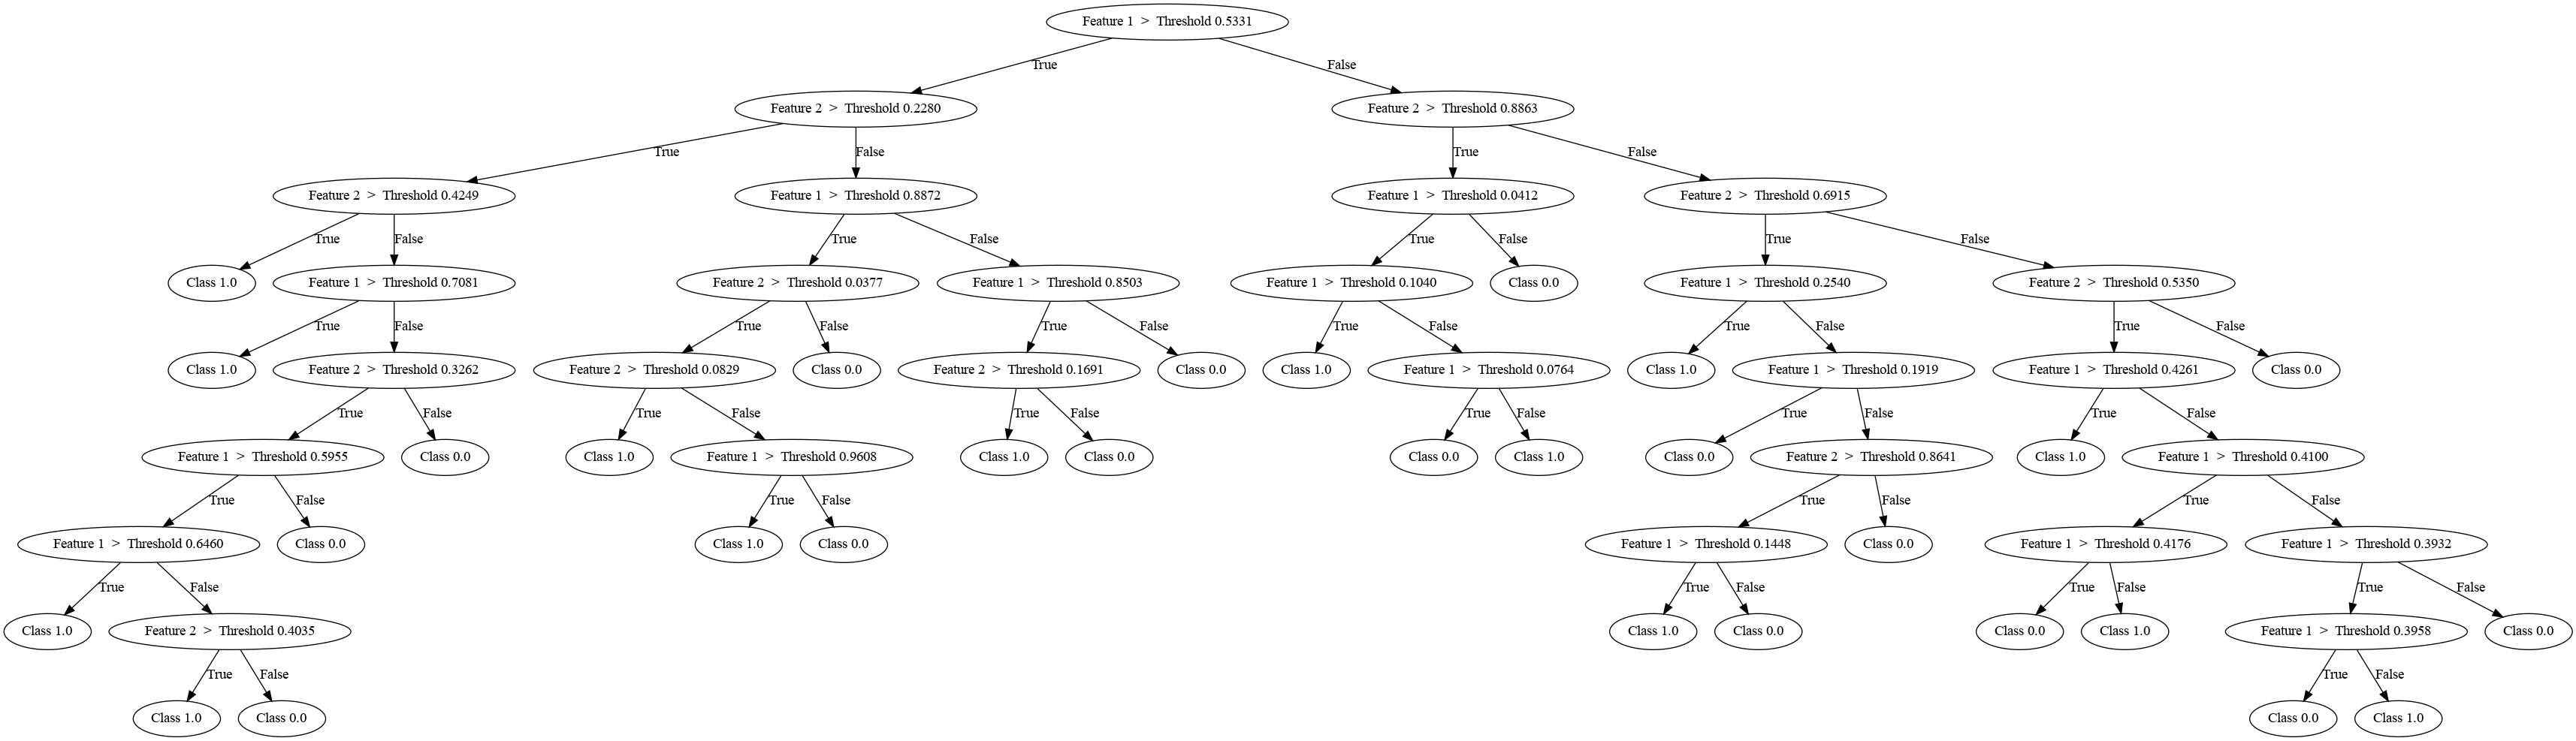 Feature 1 > Threshold 0.5331
True
False
Feature 2 > Threshold 0.2280
Feature 2 > Threshold 0.8863
True
False
True
False
Feature 2 > Threshold 0.4249
Feature 1 > Threshold 0.8872
Feature 1 > Threshold 0.0412
Feature 2 > Threshold 0.6915
True
False
True
False
True
False
True
False
Class 1.0
Feature 1 > Threshold 0.7081
Feature 2 > Threshold 0.0377
Feature 1 > Threshold 0.8503
Feature 1 > Threshold 0.1040
Class 0.0
Feature 1 > Threshold 0.2540
Feature 2 > Threshold 0.5350
True
False
True
False
True
False
True
False
True
False
True
False
Class 1.0
Feature 2 > Threshold 0.3262
Feature 2 > Threshold 0.0829
Class 0.0
Feature 2 > Threshold 0.1691
Class 0.0
Class 1.0
Feature 1 > Threshold 0.0764
Class 1.0
Feature 1 > Threshold 0.1919
Feature 1 > Threshold 0.4261
Class 0.0
True
False
True
False
True
False
True
False
True
False
True
False
Feature 1 > Threshold 0.5955
Class 0.0
Class 1.0
Feature 1 > Threshold 0.9608
Class 1.0
Class 0.0
Class 0.0
Class 1.0
Class 0.0
Feature 2 > Threshold 0.8641
Class 1.0
Feature 1 > Threshold 0.4100
True
False
True
False
True
False
True
False
Feature 1 > Threshold 0.6460
Class 0.0
Class 1.0
Class 0.0
Feature 1 > Threshold 0.1448
Class 0.0
Feature 1 > Threshold 0.4176
Feature 1 > Threshold 0.3932
True
False
True
False
True
False
True
False
Class 1.0
Feature 2 > Threshold 0.4035
Class 1.0
Class 0.0
Class 0.0
Class 1.0
Feature 1 > Threshold 0.3958
Class 0.0
True
False
True
False
Class 1.0
Class 0.0
Class 0.0
Class 1.0